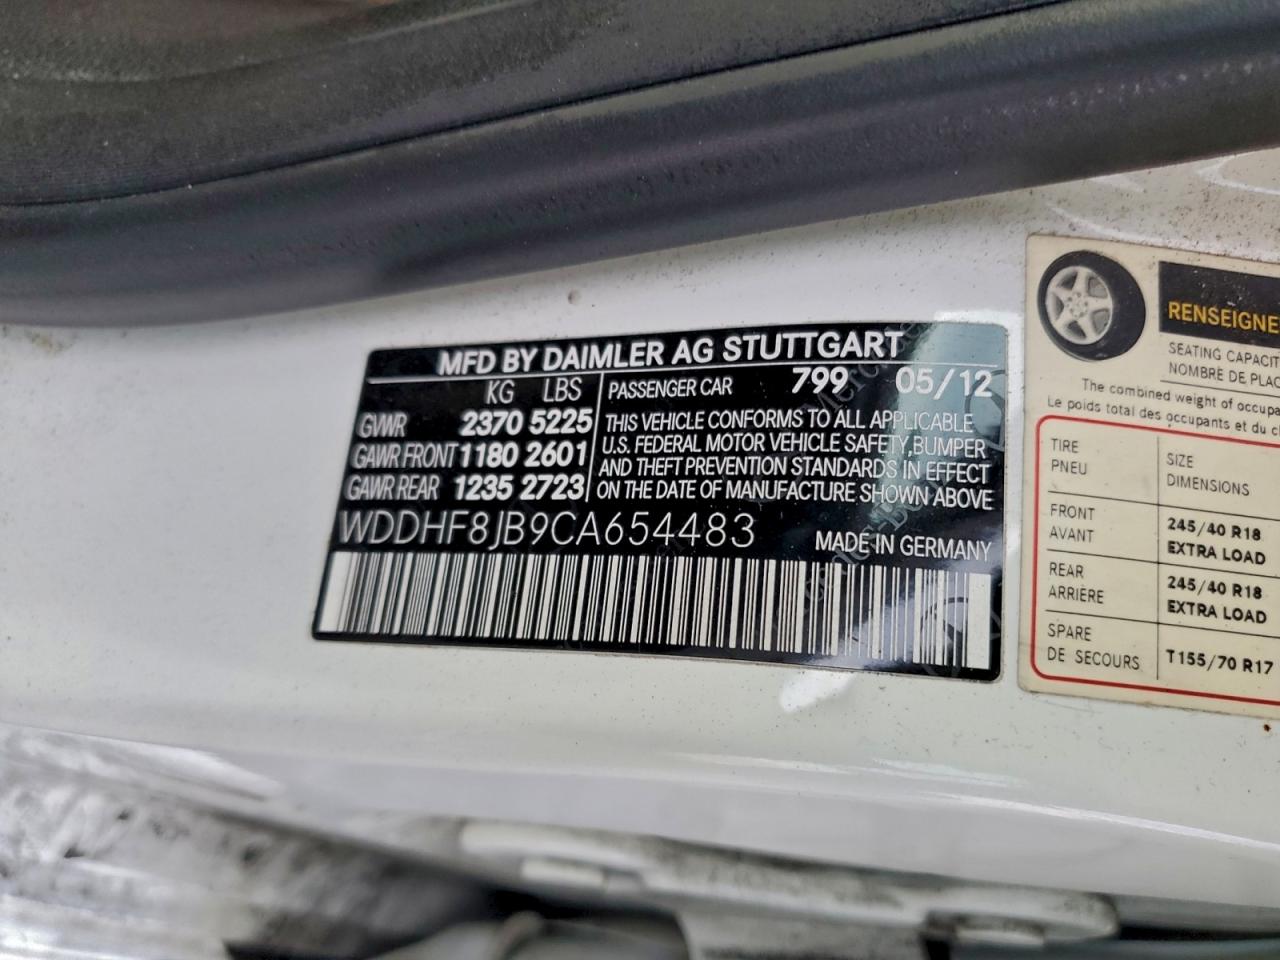 MFD BY DAIMLER AG STUTTGART
KG LBS PASSENGER CAR 799 05/12
GVWR 2370 5225
GAWR FRONT 1180 2601
GAWR REAR 1235 2723
THIS VEHICLE CONFORMS TO ALL APPLICABLE
U.S. FEDERAL MOTOR VEHICLE SAFETY, BUMPER
AND THEFT PREVENTION STANDARDS IN EFFECT
ON THE DATE OF MANUFACTURE SHOWN ABOVE
WDDHF8JB9CA654483
MADE IN GERMANY
RENSEIGNE
SEATING CAPACIT
NOMBRE DE PLAC
The combined weight of occupa
Le poids total des occupants et du c
TIRE
PNEU
SIZE
DIMENSIONS
FRONT
AVANT
245/40 R18
EXTRA LOAD
REAR
ARRIÈRE
245/40 R18
EXTRA LOAD
SPARE
DE SECOURS
T155/70 R17